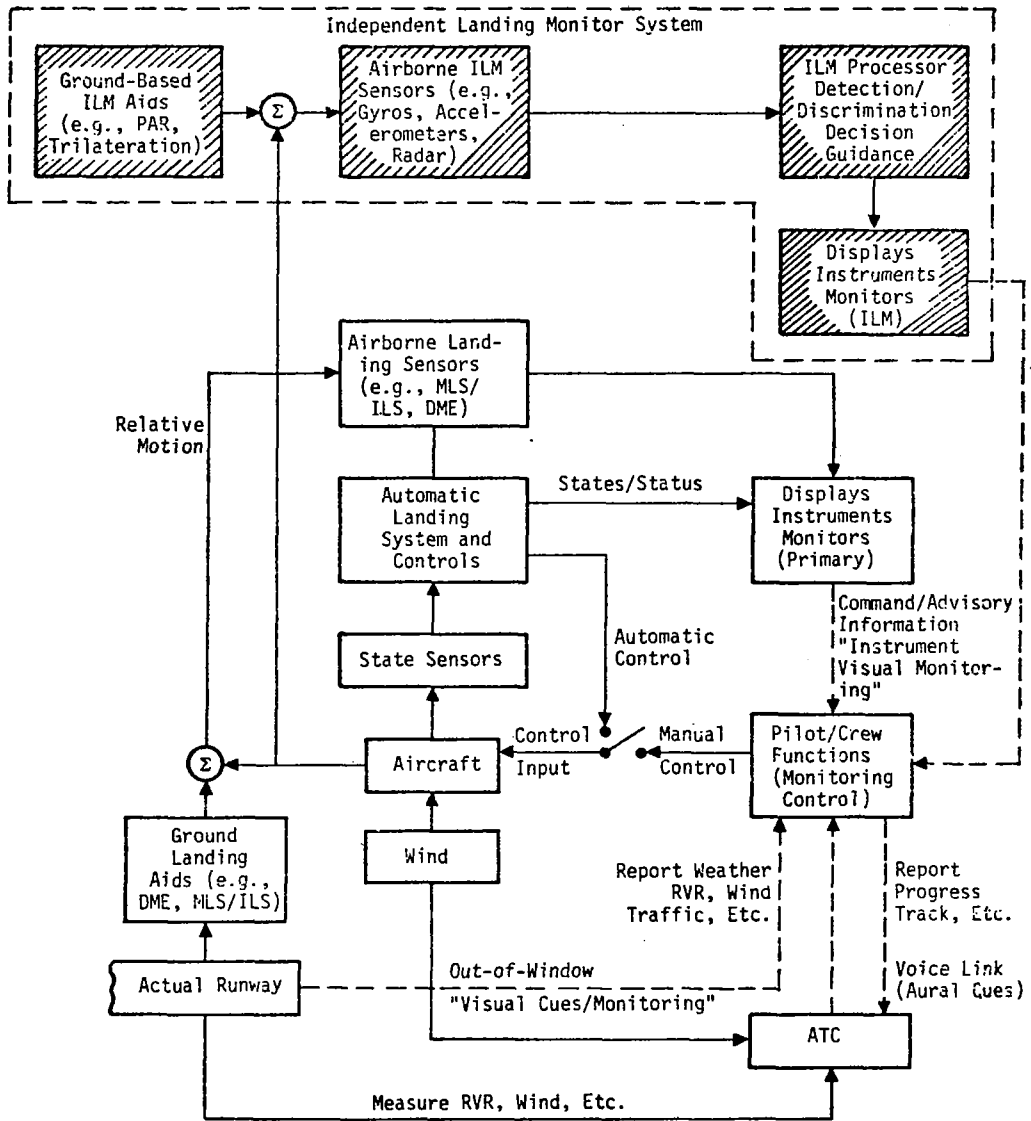 Independent Landing Monitor System
Ground-Based
ILM Aids
(e.g., PAR,
Trilateration)
Σ
Airborne ILM
Sensors (e.g.,
Gyros, Accel-
erometers,
Radar)
ILM Processor
Detection/
Discrimination
Decision
Guidance
Displays
Instruments
Monitors
(ILM)
Airborne Land-
ing Sensors
(e.g., MLS/
ILS, DME)
Relative
Motion
Automatic
Landing
System and
Controls
States/Status
Displays
Instruments
Monitors
(Primary)
Command/Advisory
Information
"Instrument
Visual Monitor-
ing"
Automatic
Control
State Sensors
Σ
Aircraft
Control
Input
Manual
Control
Pilot/Crew
Functions
(Monitoring
Control)
Ground
Landing
Aids (e.g.,
DME, MLS/ILS)
Wind
Report Weather
RVR, Wind
Traffic, Etc.
Report
Progress
Track, Etc.
Actual Runway
Out-of-Window
"Visual Cues/Monitoring"
Voice Link
(Aural Cues)
ATC
Measure RVR, Wind, Etc.